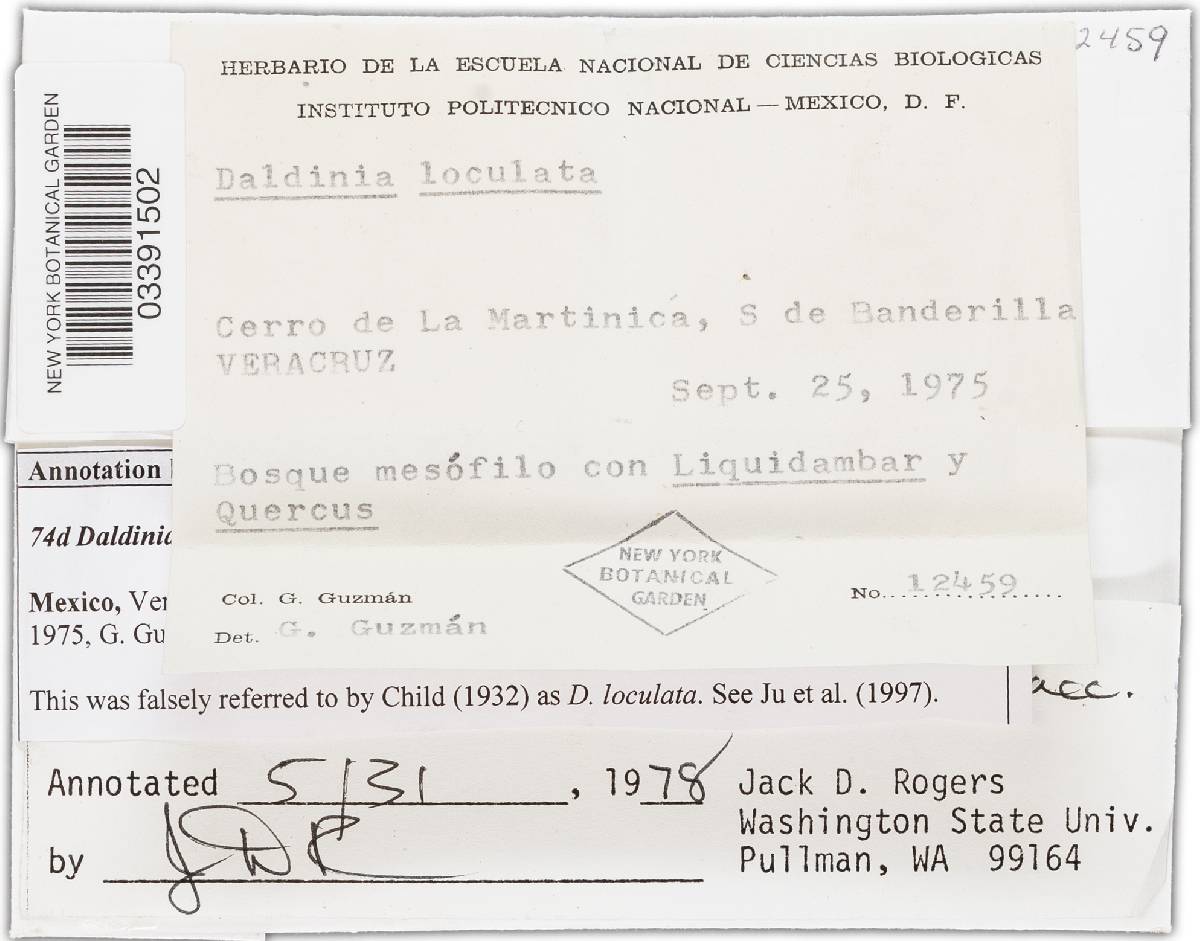 2459
HERBARIO DE LA ESCUELA NACIONAL DE CIENCIAS BIOLOGICAS
INSTITUTO POLITECNICO NACIONAL — MEXICO, D. F.
NEW YORK BOTANICAL GARDEN
03391502
Daldinia loculata
Cerro de La Martinica, S de Banderilla
VERACRUZ
Sept. 25, 1975
Bosque mesófilo con Liquidambar y
Quercus
NEW YORK
BOTANICAL
GARDEN
Col. G. Guzmán
No. 12459
Det. G. Guzmán
Annotation
74d Daldinia
Mexico, Ver
1975, G. Gu
This was falsely referred to by Child (1932) as D. loculata. See Ju et al. (1997).
acc.
Annotated 5/31, 1978
by JDR
Jack D. Rogers
Washington State Univ.
Pullman, WA 99164